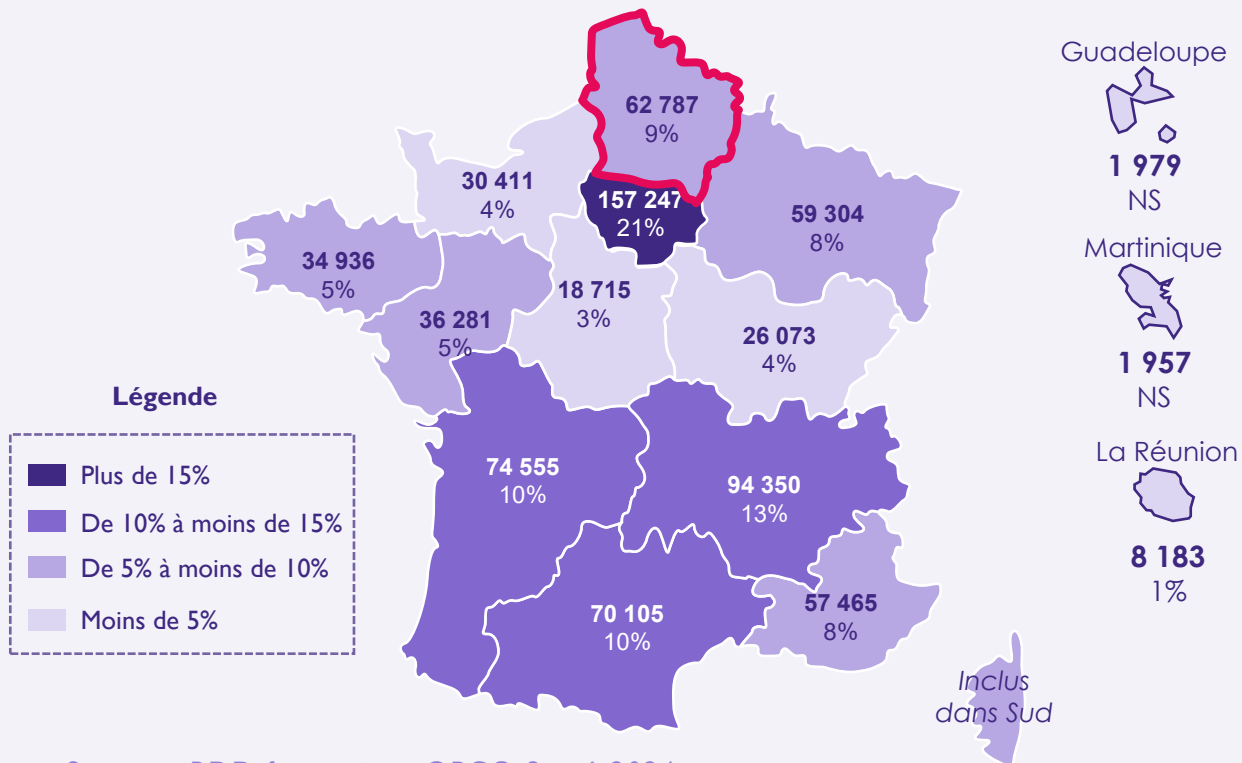 62 787
9%
30 411
4%
157 247
21%
59 304
8%
34 936
5%
36 281
5%
18 715
3%
26 073
4%
74 555
10%
94 350
13%
70 105
10%
57 465
8%
Inclus
dans Sud
Guadeloupe
1 979
NS
Martinique
1 957
NS
La Réunion
8 183
1%
Légende
Plus de 15%
De 10% à moins de 15%
De 5% à moins de 10%
Moins de 5%